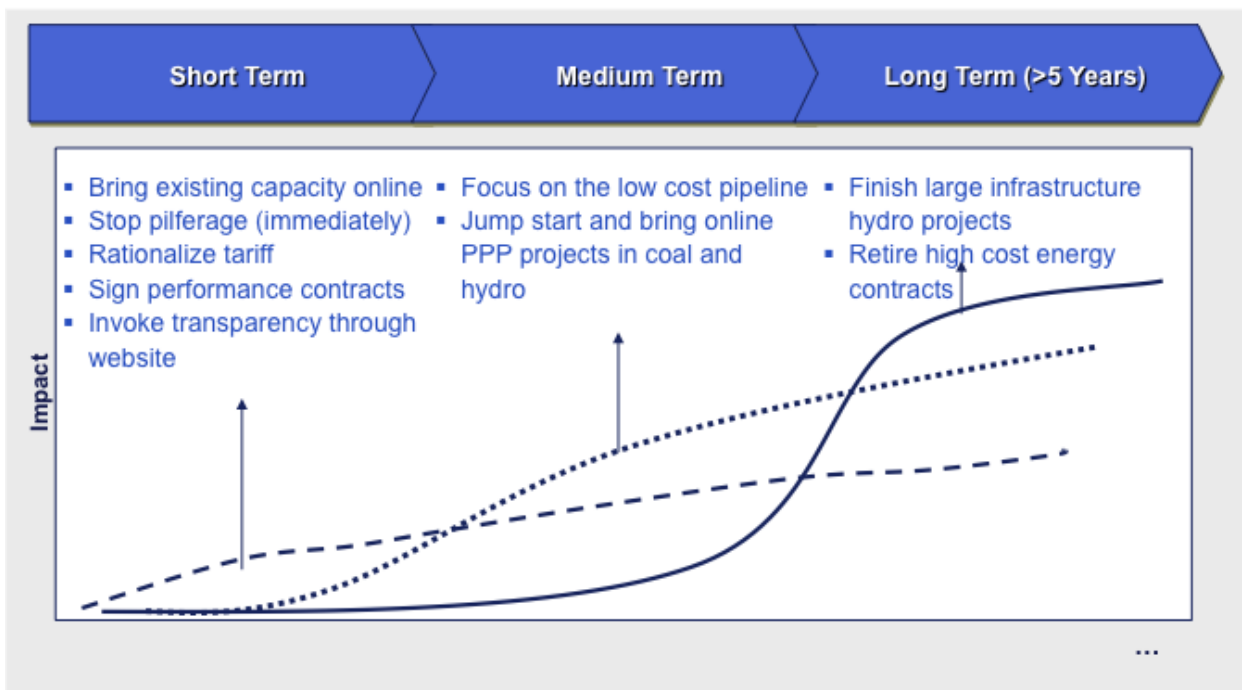 Short Term
Medium Term
Long Term (>5 Years)
▪ Bring existing capacity online
▪ Stop pilferage (immediately)
▪ Rationalize tariff
▪ Sign performance contracts
▪ Invoke transparency through
website
▪ Focus on the low cost pipeline
▪ Jump start and bring online
PPP projects in coal and
hydro
▪ Finish large infrastructure
hydro projects
▪ Retire high cost energy
contracts
Impact
...